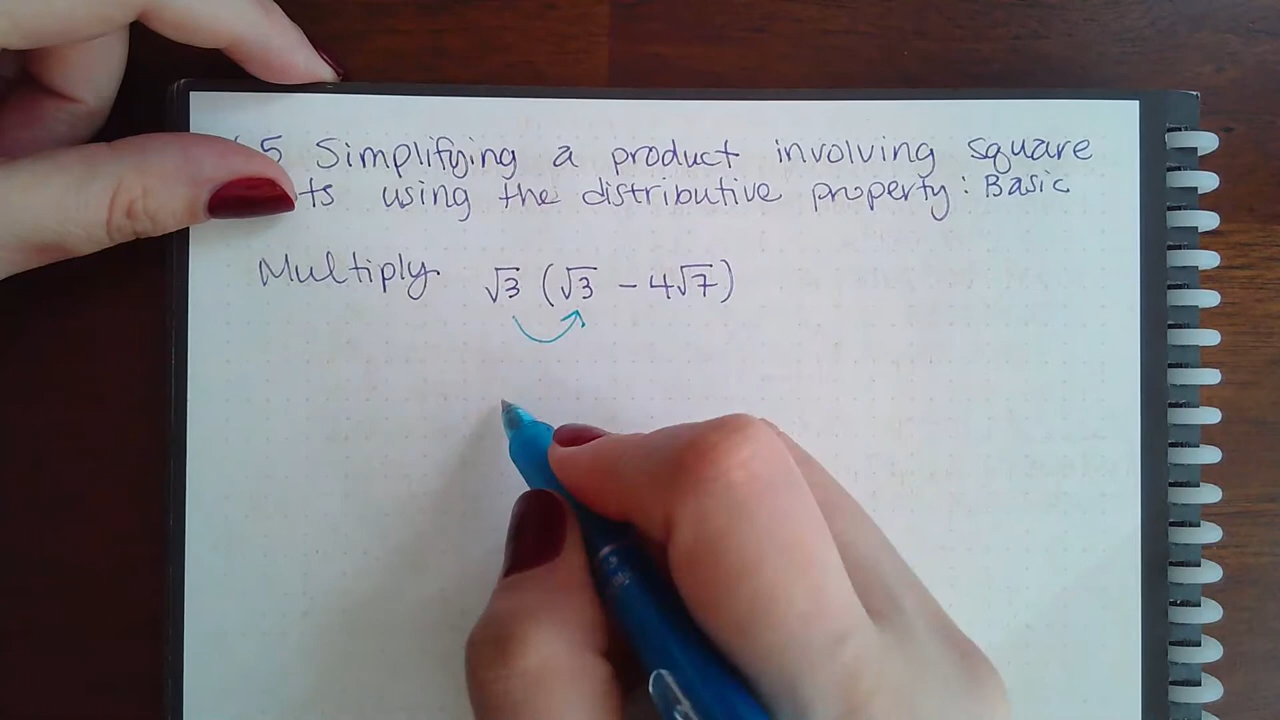 5 Simplifying a product involving square
ts using the distributive property: Basic
Multiply √3 (√3 - 4√7)